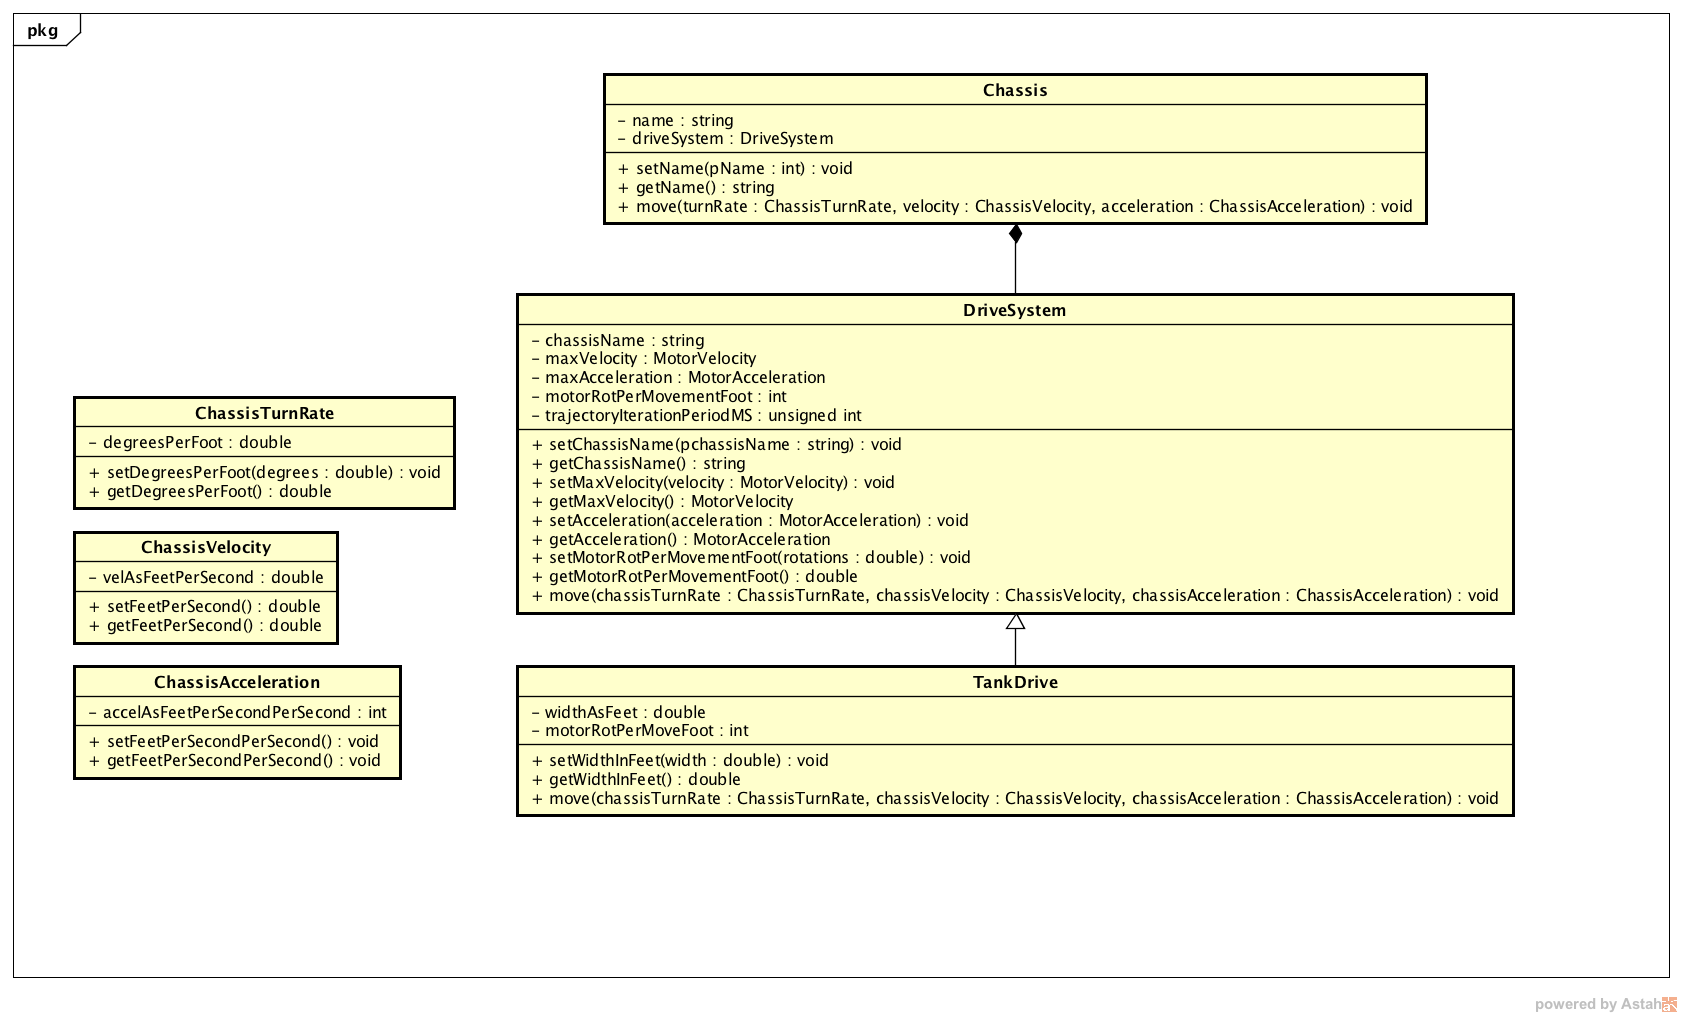 pkg
Chassis
- name : string
- driveSystem : DriveSystem
+ setName(pName : int) : void
+ getName() : string
+ move(turnRate : ChassisTurnRate, velocity : ChassisVelocity, acceleration : ChassisAcceleration) : void
DriveSystem
- chassisName : string
- maxVelocity : MotorVelocity
- maxAcceleration : MotorAcceleration
- motorRotPerMovementFoot : int
- trajectoryIterationPeriodMS : unsigned int
+ setChassisName(pchassisName : string) : void
+ getChassisName() : string
+ setMaxVelocity(velocity : MotorVelocity) : void
+ getMaxVelocity() : MotorVelocity
+ setAcceleration(acceleration : MotorAcceleration) : void
+ getAcceleration() : MotorAcceleration
+ setMotorRotPerMovementFoot(rotations : double) : void
+ getMotorRotPerMovementFoot() : double
+ move(chassisTurnRate : ChassisTurnRate, chassisVelocity : ChassisVelocity, chassisAcceleration : ChassisAcceleration) : void
ChassisTurnRate
- degreesPerFoot : double
+ setDegreesPerFoot(degrees : double) : void
+ getDegreesPerFoot() : double
ChassisVelocity
- velAsFeetPerSecond : double
+ setFeetPerSecond() : double
+ getFeetPerSecond() : double
ChassisAcceleration
- accelAsFeetPerSecondPerSecond : int
+ setFeetPerSecondPerSecond() : void
+ getFeetPerSecondPerSecond() : void
TankDrive
- widthAsFeet : double
- motorRotPerMoveFoot : int
+ setWidthInFeet(width : double) : void
+ getWidthInFeet() : double
+ move(chassisTurnRate : ChassisTurnRate, chassisVelocity : ChassisVelocity, chassisAcceleration : ChassisAcceleration) : void
powered by Astah